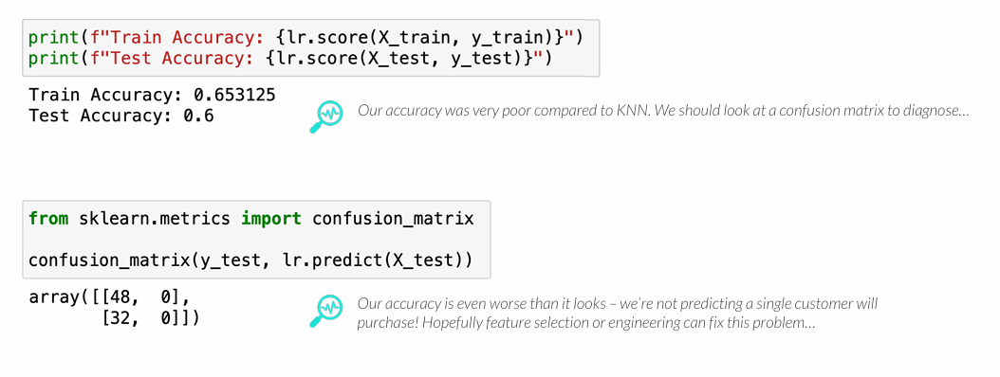 print(f"Train Accuracy: {lr.score(X_train, y_train)}")
print(f"Test Accuracy: {lr.score(X_test, y_test)}")
Train Accuracy: 0.653125
Test Accuracy: 0.6
Our accuracy was very poor compared to KNN. We should look at a confusion matrix to diagnose…
from sklearn.metrics import confusion_matrix
confusion_matrix(y_test, lr.predict(X_test))
array([[48,  0],
       [32,  0]])
Our accuracy is even worse than it looks – we’re not predicting a single customer will
purchase! Hopefully feature selection or engineering can fix this problem…